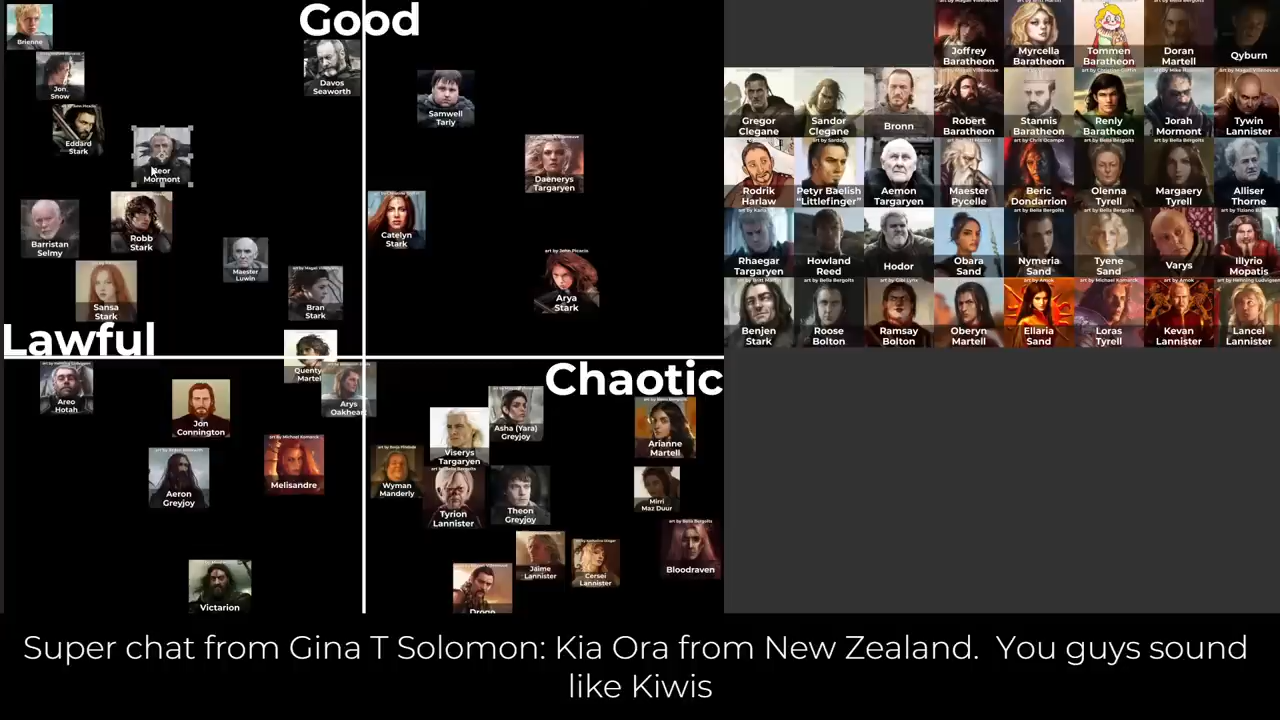 Good
Lawful
Chaotic
Brienne
Jon
Snow
Eddard
Stark
Davos
Seaworth
Samwell
Tarly
Mormont
Daenerys
Targaryen
Barristan
Selmy
Robb
Stark
Catelyn
Stark
Maester
Luwin
Sansa
Stark
Bran
Stark
Arya
Stark
Quenty
Martel
Areo
Hotah
Jon
Connington
Arys
Oakheart
Asha (Yara)
Greyjoy
Viserys
Targaryen
Arianne
Martell
Aeron
Greyjoy
Melisandre
Wyman
Manderly
Tyrion
Lannister
Theon
Greyjoy
Mirri
Maz Duur
Jaime
Lannister
Cersei
Lannister
Bloodraven
Victarion
Drogo
Joffrey
Baratheon
Myrcella
Baratheon
Tommen
Baratheon
Doran
Martell
Qyburn
Gregor
Clegane
Sandor
Clegane
Bronn
Robert
Baratheon
Stannis
Baratheon
Renly
Baratheon
Jorah
Mormont
Tywin
Lannister
Rodrik
Harlaw
Petyr Baelish
“Littlefinger”
Aemon
Targaryen
Maester
Pycelle
Beric
Dondarrion
Olenna
Tyrell
Margaery
Tyrell
Alliser
Thorne
Rhaegar
Targaryen
Howland
Reed
Hodor
Obara
Sand
Nymeria
Sand
Tyene
Sand
Varys
Illyrio
Mopatis
Benjen
Stark
Roose
Bolton
Ramsay
Bolton
Oberyn
Martell
Ellaria
Sand
Loras
Tyrell
Kevan
Lannister
Lancel
Lannister
Super chat from Gina T Solomon: Kia Ora from New Zealand. You guys sound
like Kiwis